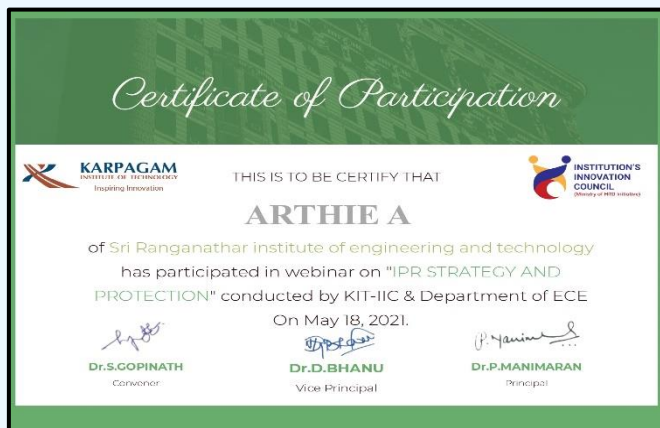 Certificate of Participation
KARPAGAM
INSTITUTE OF TECHNOLOGY
Inspiring Innovation
INSTITUTION'S
INNOVATION
COUNCIL
(Ministry of HRD Initiative)
THIS IS TO BE CERTIFY THAT
ARTHIE A
of Sri Ranganathar institute of engineering and technology
has participated in webinar on "IPR STRATEGY AND
PROTECTION" conducted by KIT-IIC & Department of ECE
On May 18, 2021.
P. Manimaran
Dr.S.GOPINATH
Convener
Dr.D.BHANU
Vice Principal
Dr.P.MANIMARAN
Principal